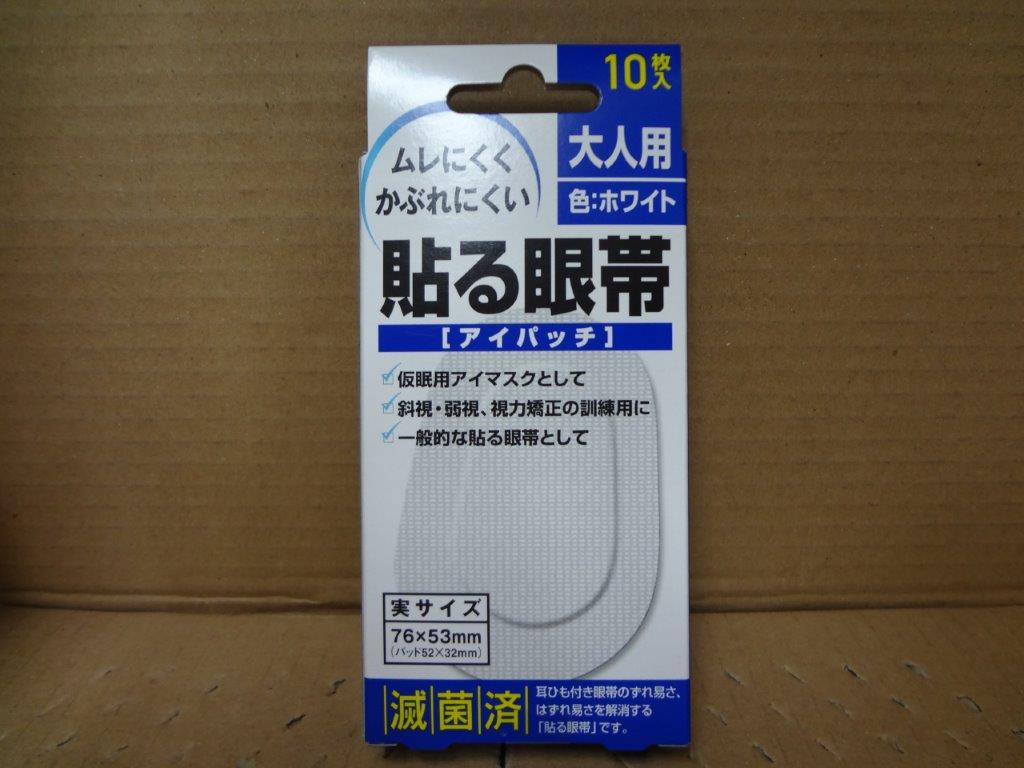 10枚入
大人用
色:ホワイト
ムレにくく
かぶれにくい
貼る眼帯
[アイパッチ]
仮眠用アイマスクとして
斜視・弱視、視力矯正の訓練用に
一般的な貼る眼帯として
実サイズ
76×53mm
(パッド52×32mm)
滅菌済
耳ひも付き眼帯のずれ易さ、
はずれ易さを解消する
「貼る眼帯」です。